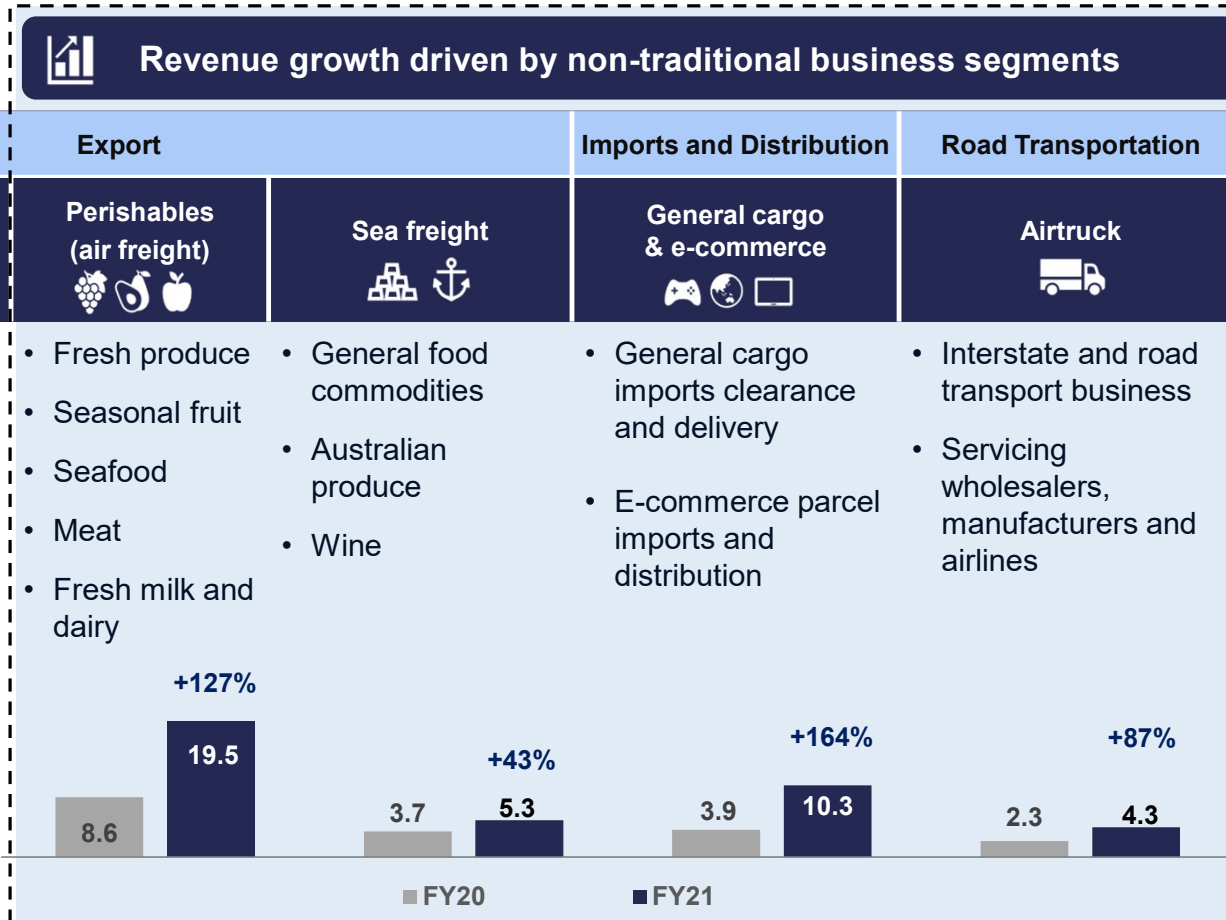 Revenue growth driven by non-traditional business segments
Export
Imports and Distribution
Road Transportation
Perishables
(air freight)
Sea freight
General cargo
& e-commerce
Airtruck
• Fresh produce
• Seasonal fruit
• Seafood
• Meat
• Fresh milk and
dairy
• General food
commodities
• Australian
produce
• Wine
• General cargo
imports clearance
and delivery
• E-commerce parcel
imports and
distribution
• Interstate and road
transport business
• Servicing
wholesalers,
manufacturers and
airlines
+127%
8.6
19.5
+43%
3.7
5.3
+164%
3.9
10.3
+87%
2.3
4.3
FY20
FY21